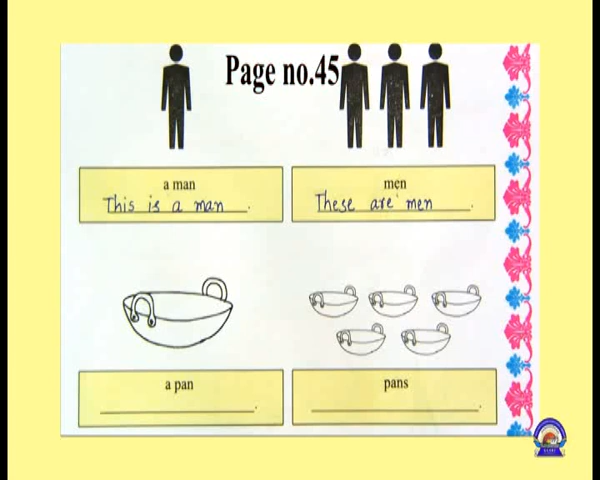 Page no.45
a man
This is a man .
men
These are men .
a pan
.
pans
.